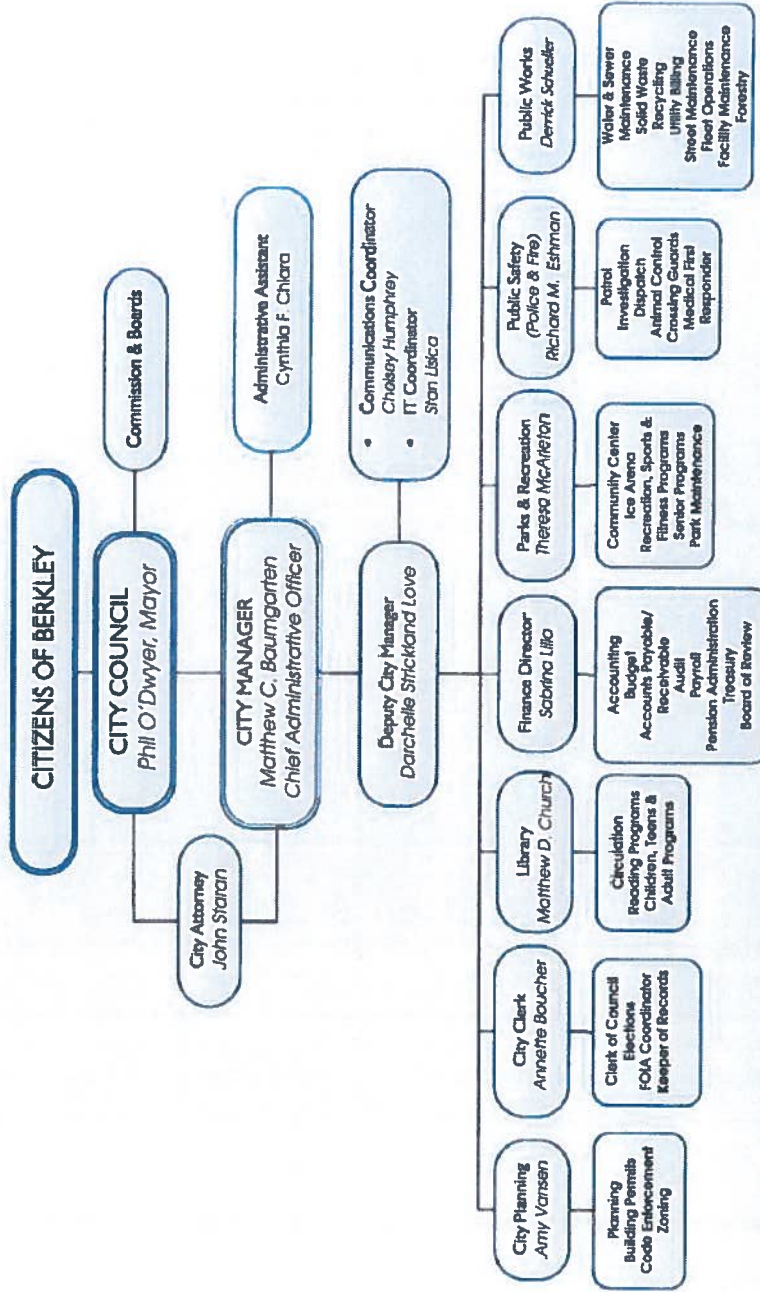 CITIZENS OF BERKLEY
CITY COUNCIL
Phil O'Dwyer, Mayor
Commission & Boards
City Attorney
John Staran
CITY MANAGER
Matthew C. Baumgarten
Chief Administrative Officer
Administrative Assistant
Cynthia F. Chiara
Deputy City Manager
Darchelle Strickland Love
• Communications Coordinator
Chaisay Humphrey
• IT Coordinator
Stan Lisica
City Planning
Amy Vansen
City Clerk
Annette Boucher
Library
Matthew D. Church
Finance Director
Sabrina Lilla
Parks & Recreation
Theresa McArleton
Public Safety
(Police & Fire)
Richard M. Eshman
Public Works
Derrick Schueller
Planning
Building Permits
Code Enforcement
Zoning
Clerk of Council
Elections
FOIA Coordinator
Keeper of Records
Circulation
Reading Programs
Children, Teens &
Adult Programs
Accounting
Budget
Accounts Payable/
Receivable
Audit
Payroll
Pension Administration
Treasury
Board of Review
Community Center
Ice Arena
Recreation, Sports &
Fitness Programs
Senior Programs
Park Maintenance
Patrol
Investigation
Dispatch
Animal Control
Crossing Guards
Medical First
Responder
Water & Sewer
Maintenance
Solid Waste
Recycling
Utility Billing
Street Maintenance
Fleet Operations
Facility Maintenance
Forestry